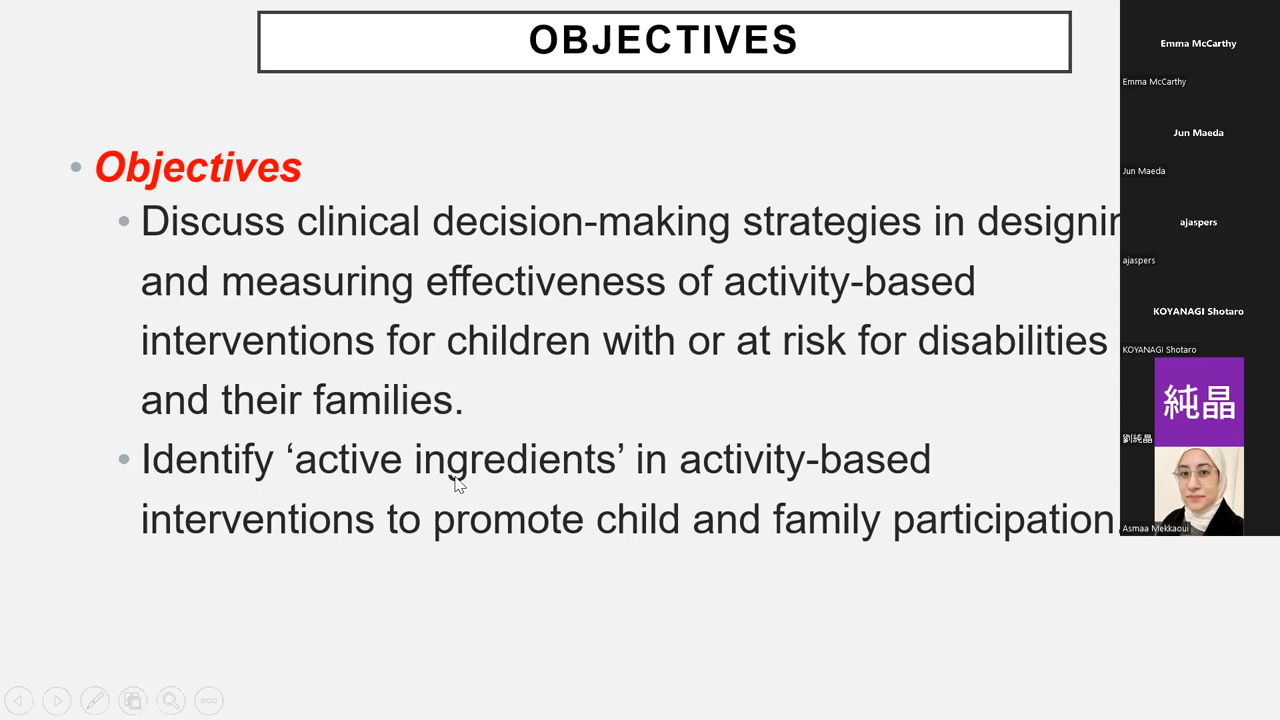 OBJECTIVES
• Objectives
• Discuss clinical decision-making strategies in designin
and measuring effectiveness of activity-based
interventions for children with or at risk for disabilities
and their families.
• Identify ‘active ingredients’ in activity-based
interventions to promote child and family participation.
Emma McCarthy
Emma McCarthy
Jun Maeda
Jun Maeda
ajaspers
ajaspers
KOYANAGI Shotaro
KOYANAGI Shotaro
純晶
劉純晶
Asmaa Mekkaoui